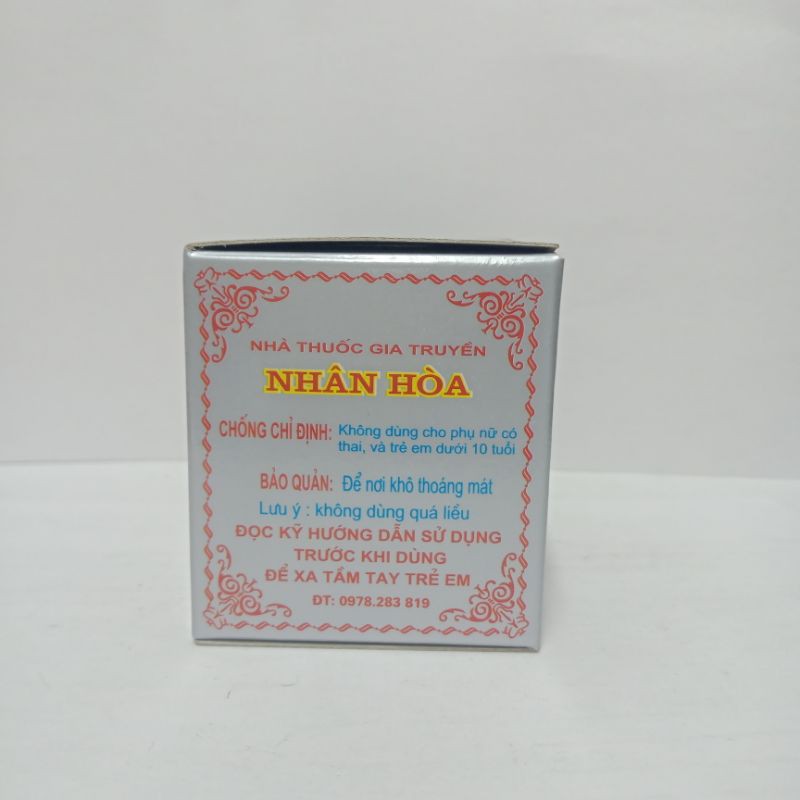 NHÀ THUỐC GIA TRUYỀN
NHÂN HÒA
CHỐNG CHỈ ĐỊNH: Không dùng cho phụ nữ có
thai, và trẻ em dưới 10 tuổi
BẢO QUẢN: Để nơi khô thoáng mát
Lưu ý : không dùng quá liều
ĐỌC KỸ HƯỚNG DẪN SỬ DỤNG
TRƯỚC KHI DÙNG
ĐỂ XA TẦM TAY TRẺ EM
ĐT: 0978.283 819